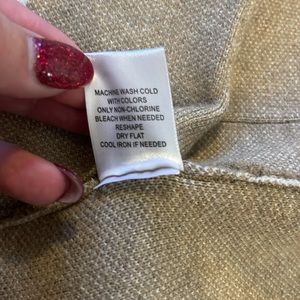 MACHINE WASH COLD
WITH COLORS
ONLY NON-CHLORINE
BLEACH WHEN NEEDED
RESHAPE
DRY FLAT
COOL IRON IF NEEDED